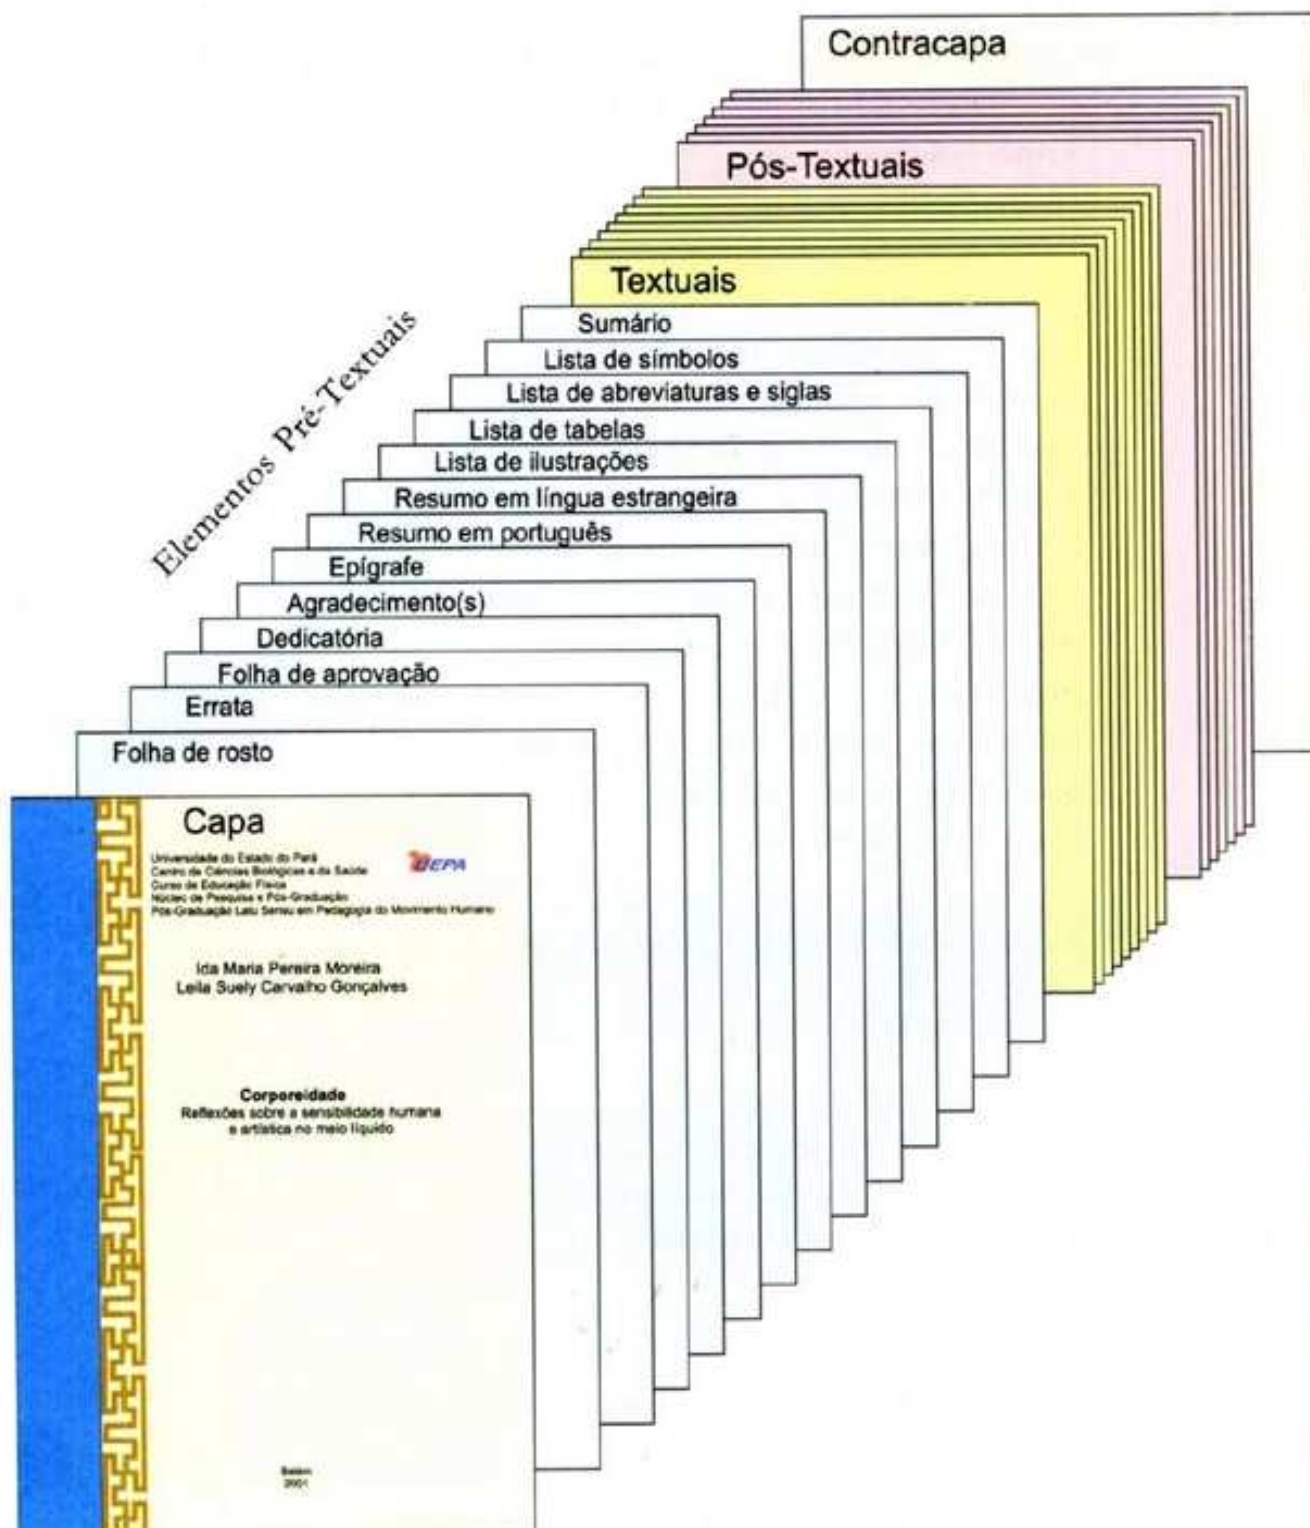 Contracapa
Pós-Textuais
Textuais
Sumário
Lista de símbolos
Lista de abreviaturas e siglas
Lista de tabelas
Lista de ilustrações
Resumo em língua estrangeira
Resumo em português
Epígrafe
Agradecimento(s)
Dedicatória
Folha de aprovação
Errata
Folha de rosto
Elementos Pré-Textuais
Capa
Universidade do Estado do Pará
Centro de Ciências Biológicas e da Saúde
Curso de Educação Física
Núcleo de Pesquisa e Pós-Graduação
Pós-Graduação Latu Sensu em Pedagogia do Movimento Humano
UEPA
Ida Maria Pereira Moreira
Leila Suely Carvalho Gonçalves
Corporeidade
Reflexões sobre a sensibilidade humana
e artística no meio líquido
Belém
2001